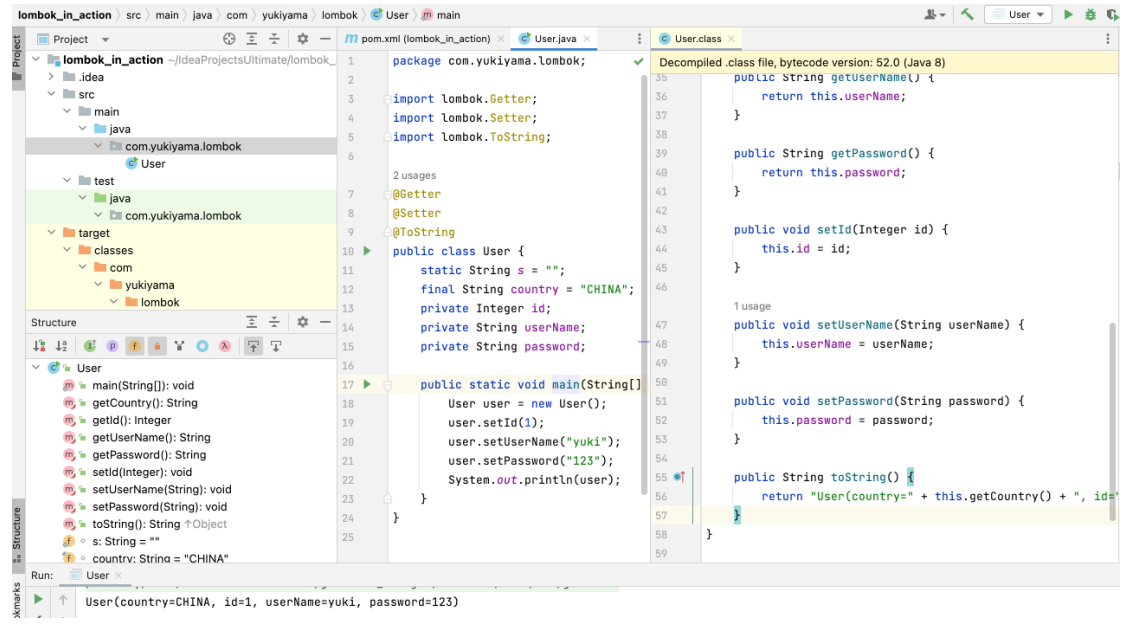 lombok_in_action
src
main
java
com
yukiyama
lombok
User
main
User
Project
Project
lombok_in_action ~/IdeaProjectsUltimate/lombok_
.idea
src
main
java
com.yukiyama.lombok
User
test
java
com.yukiyama.lombok
target
classes
com
yukiyama
lombok
Structure
User
main(String[]): void
getCountry(): String
getId(): Integer
getUserName(): String
getPassword(): String
setId(Integer): void
setUserName(String): void
setPassword(String): void
toString(): String ↑Object
s: String = ""
country: String = "CHINA"
Structure
pom.xml (lombok_in_action)
User.java
1 package com.yukiyama.lombok;
2
3 import lombok.Getter;
4 import lombok.Setter;
5 import lombok.ToString;
6
2 usages
7 @Getter
8 @Setter
9 @ToString
10 public class User {
11 static String s = "";
12 final String country = "CHINA";
13 private Integer id;
14 private String userName;
15 private String password;
16
17 public static void main(String[]
18 User user = new User();
19 user.setId(1);
20 user.setUserName("yuki");
21 user.setPassword("123");
22 System.out.println(user);
23 }
24 }
25
User.class
Decompiled .class file, bytecode version: 52.0 (Java 8)
35 public String getUserName() {
36 return this.userName;
37 }
38
39 public String getPassword() {
40 return this.password;
41 }
42
43 public void setId(Integer id) {
44 this.id = id;
45 }
46
1 usage
47 public void setUserName(String userName) {
48 this.userName = userName;
49 }
50
51 public void setPassword(String password) {
52 this.password = password;
53 }
54
55 public String toString() {
56 return "User(country=" + this.getCountry() + ", id=
57 }
58 }
59
Run: User
User(country=CHINA, id=1, userName=yuki, password=123)